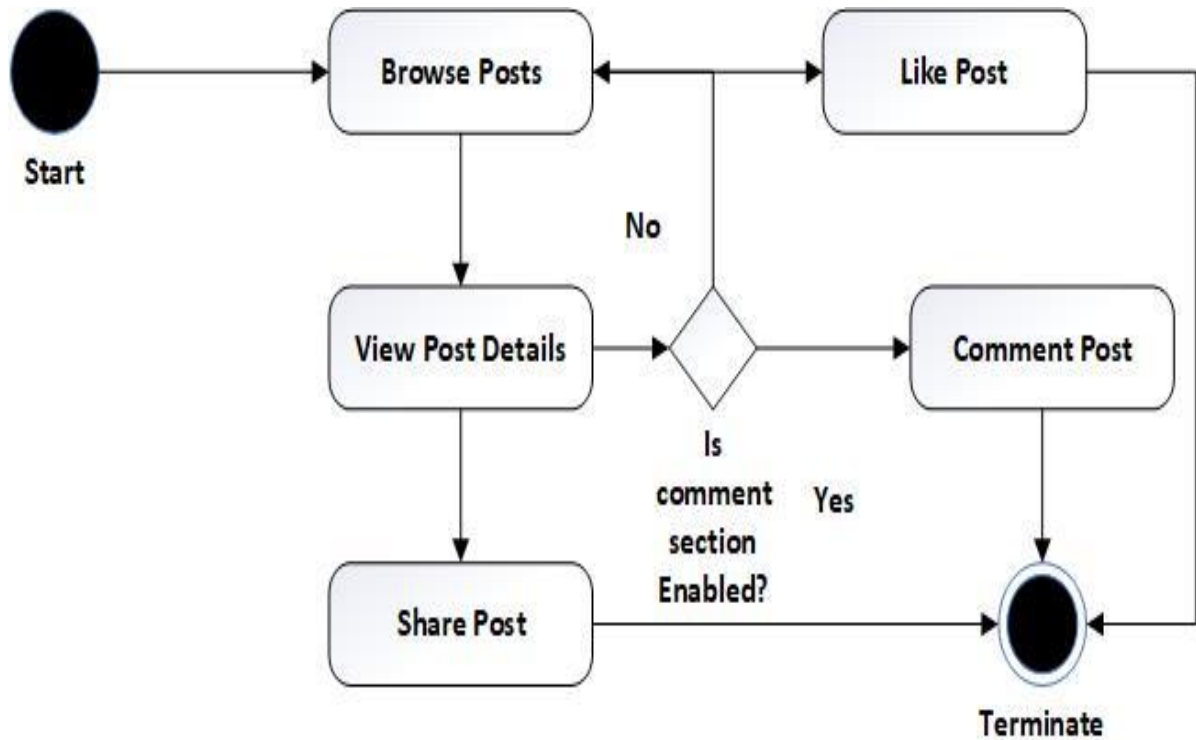 Browse Posts
Like Post
Start
No
View Post Details
Comment Post
Is
comment
section
Enabled?
Yes
Share Post
Terminate